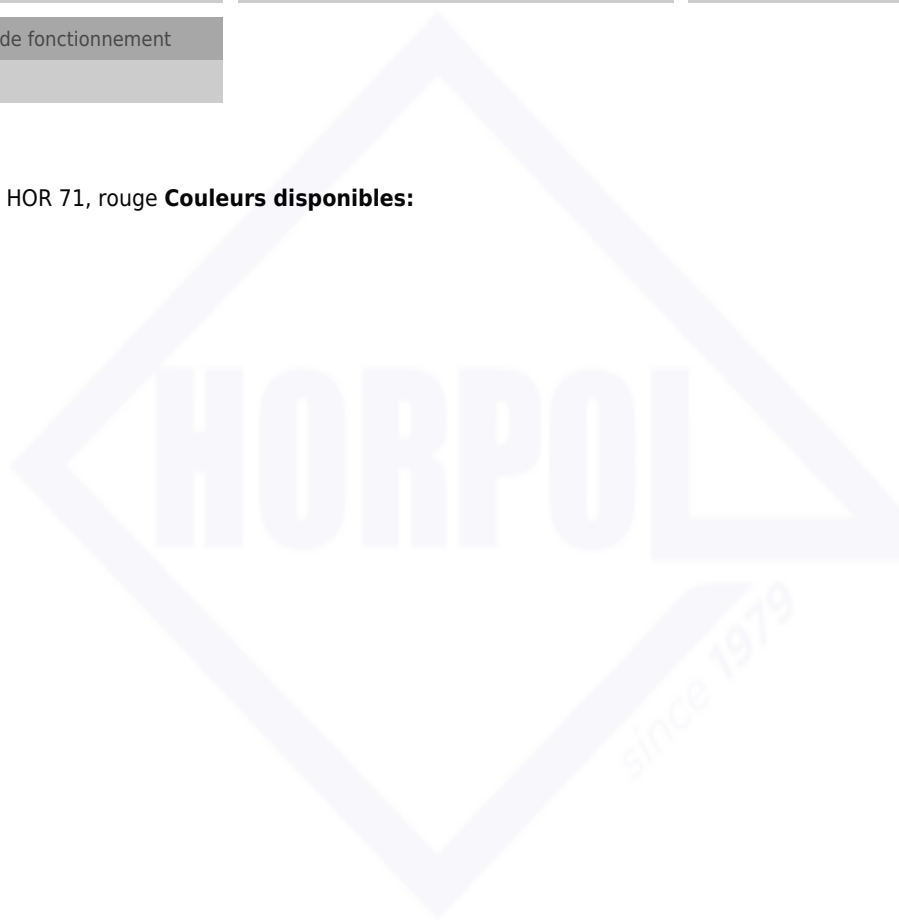 de fonctionnement
HOR 71, rouge Couleurs disponibles:
HORPOL
since 1979